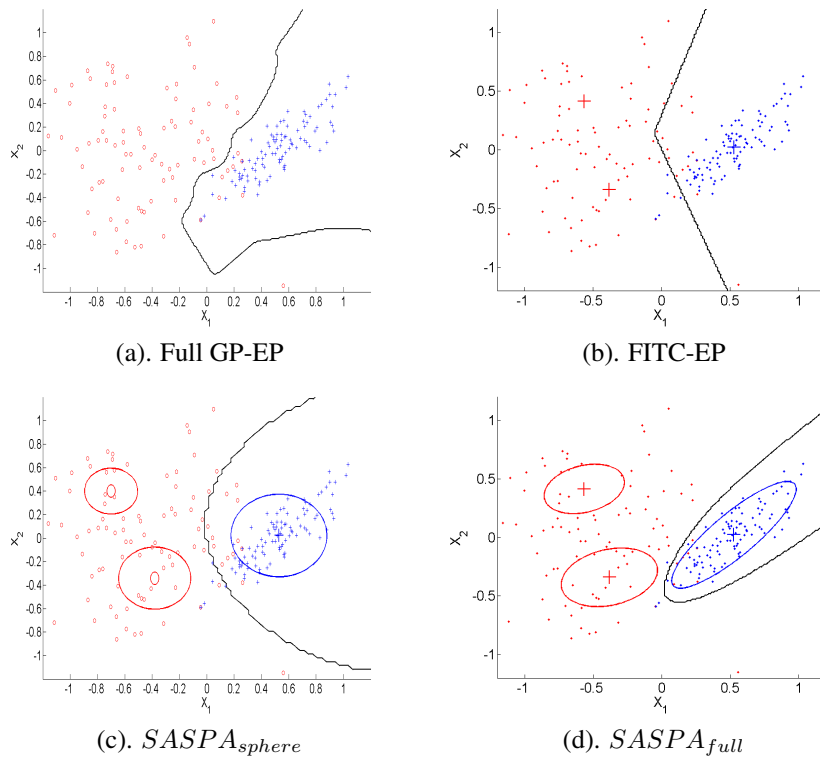 1
0.8
0.6
0.4
0.2
0
-0.2
-0.4
-0.6
-0.8
-1
X2
-1 -0.8 -0.6 -0.4 -0.2 0 0.2 0.4 0.6 0.8 1
X1
(a). Full GP-EP
1
0.5
0
-0.5
-1
X2
-1 -0.5 0 0.5 1
X1
(b). FITC-EP
1
0.8
0.6
0.4
0.2
0
-0.2
-0.4
-0.6
-0.8
-1
X2
-1 -0.8 -0.6 -0.4 -0.2 0 0.2 0.4 0.6 0.8 1
X1
(c). SASPAsphere
1
0.5
0
-0.5
-1
X2
-1 -0.5 0 0.5 1
X1
(d). SASPAfull